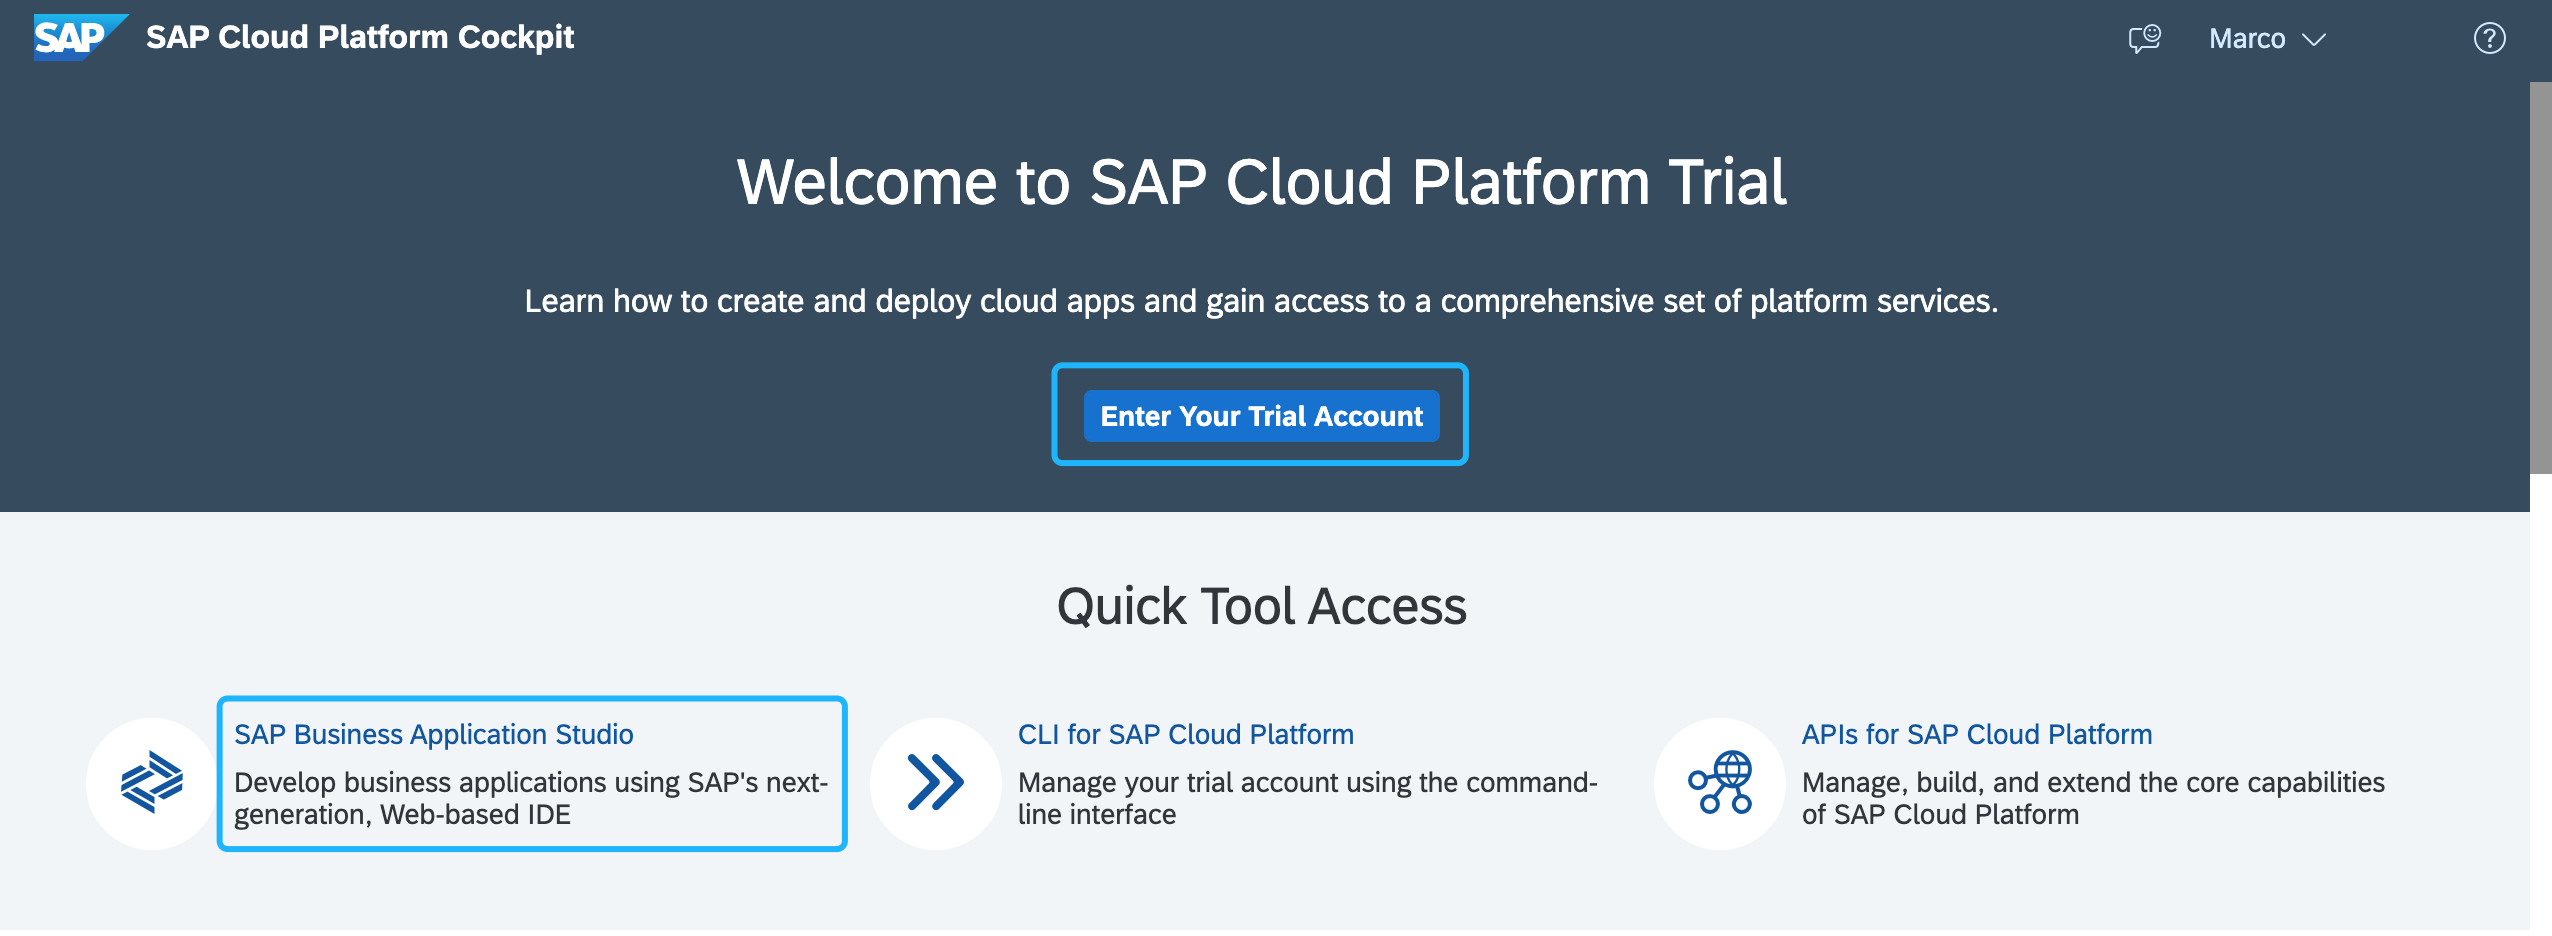 SAP SAP Cloud Platform Cockpit Marco ?
Welcome to SAP Cloud Platform Trial
Learn how to create and deploy cloud apps and gain access to a comprehensive set of platform services.
Enter Your Trial Account
Quick Tool Access
SAP Business Application Studio
Develop business applications using SAP's next-
generation, Web-based IDE
CLI for SAP Cloud Platform
Manage your trial account using the command-
line interface
APIs for SAP Cloud Platform
Manage, build, and extend the core capabilities
of SAP Cloud Platform